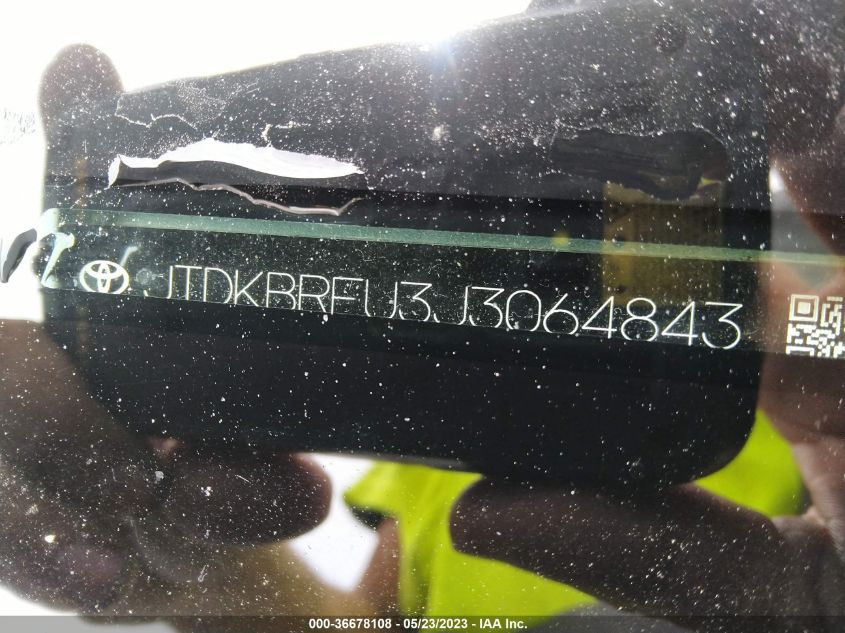 JTDKBRFU3J3064843
000-36678108 - 05/23/2023 - IAA Inc.